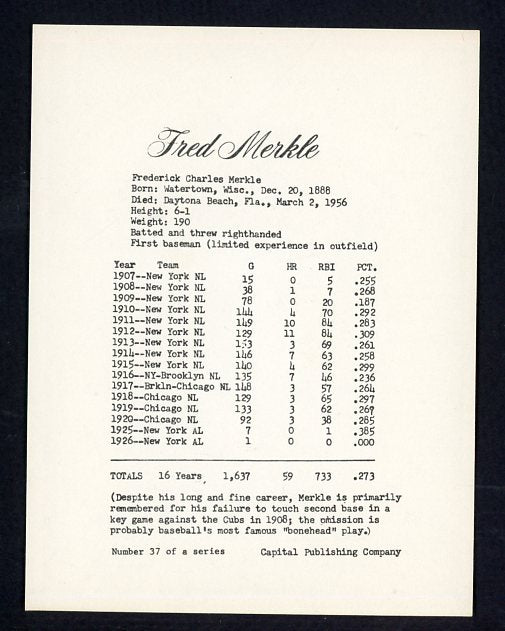 Fred Merkle
Frederick Charles Merkle
Born: Watertown, Wisc., Dec. 20, 1888
Died: Daytona Beach, Fla., March 2, 1956
Height: 6-1
Weight: 190
Batted and threw righthanded
First baseman (limited experience in outfield)
Year Team G HR RBI PCT.
1907--New York NL 15 0 5 .255
1908--New York NL 38 1 7 .268
1909--New York NL 78 0 20 .187
1910--New York NL 144 4 70 .292
1911--New York NL 149 10 84 .283
1912--New York NL 129 11 84 .309
1913--New York NL 153 3 69 .261
1914--New York NL 146 7 63 .258
1915--New York NL 140 4 62 .299
1916--NY-Brooklyn NL 135 7 46 .236
1917--Brkln-Chicago NL 148 3 57 .264
1918--Chicago NL 129 3 65 .297
1919--Chicago NL 133 3 62 .267
1920--Chicago NL 92 3 38 .285
1925--New York AL 7 0 1 .385
1926--New York AL 1 0 0 .000
TOTALS 16 Years 1,637 59 733 .273
(Despite his long and fine career, Merkle is primarily
remembered for his failure to touch second base in a
key game against the Cubs in 1908; the omission is
probably baseball's most famous "bonehead" play.)
Number 37 of a series Capital Publishing Company